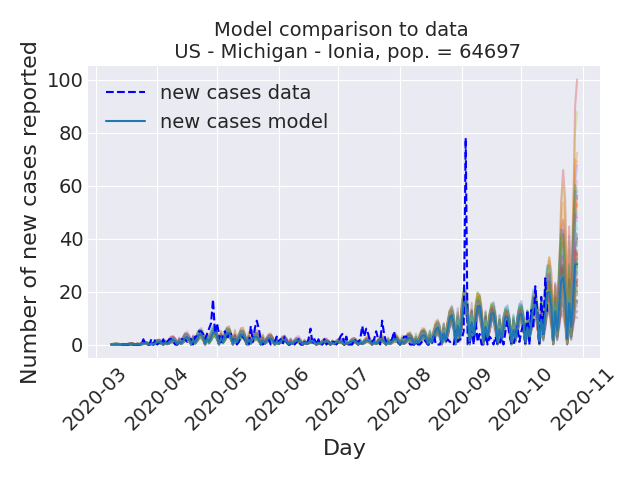 Model comparison to data
US - Michigan - Ionia, pop. = 64697
Number of new cases reported
100
80
60
40
20
0
new cases data
new cases model
2020-03
2020-04
2020-05
2020-06
2020-07
2020-08
2020-09
2020-10
2020-11
Day